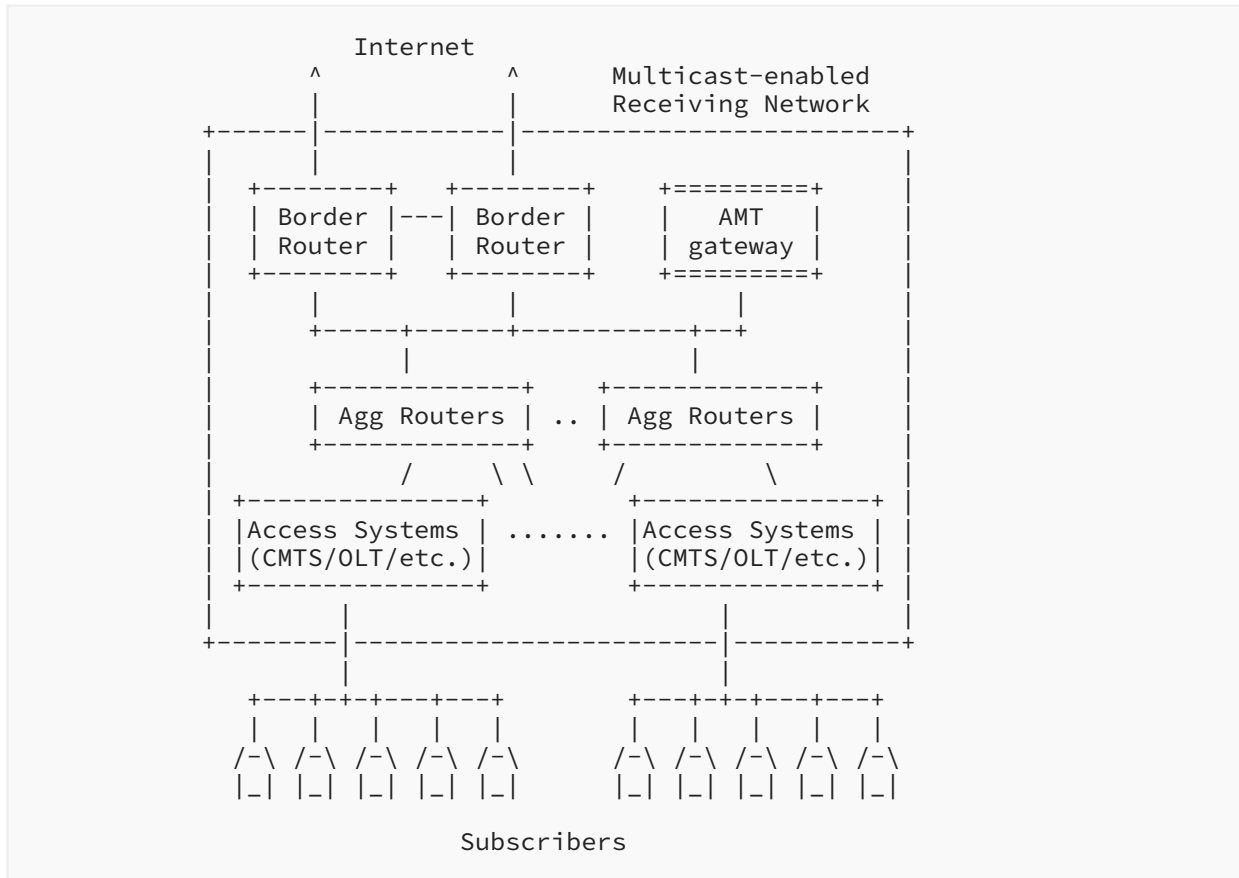 Internet
^ ^ Multicast-enabled
Receiving Network
Border Border AMT
Router Router gateway
Agg Routers .. Agg Routers
Access Systems ....... Access Systems
(CMTS/OLT/etc.) (CMTS/OLT/etc.)
Subscribers